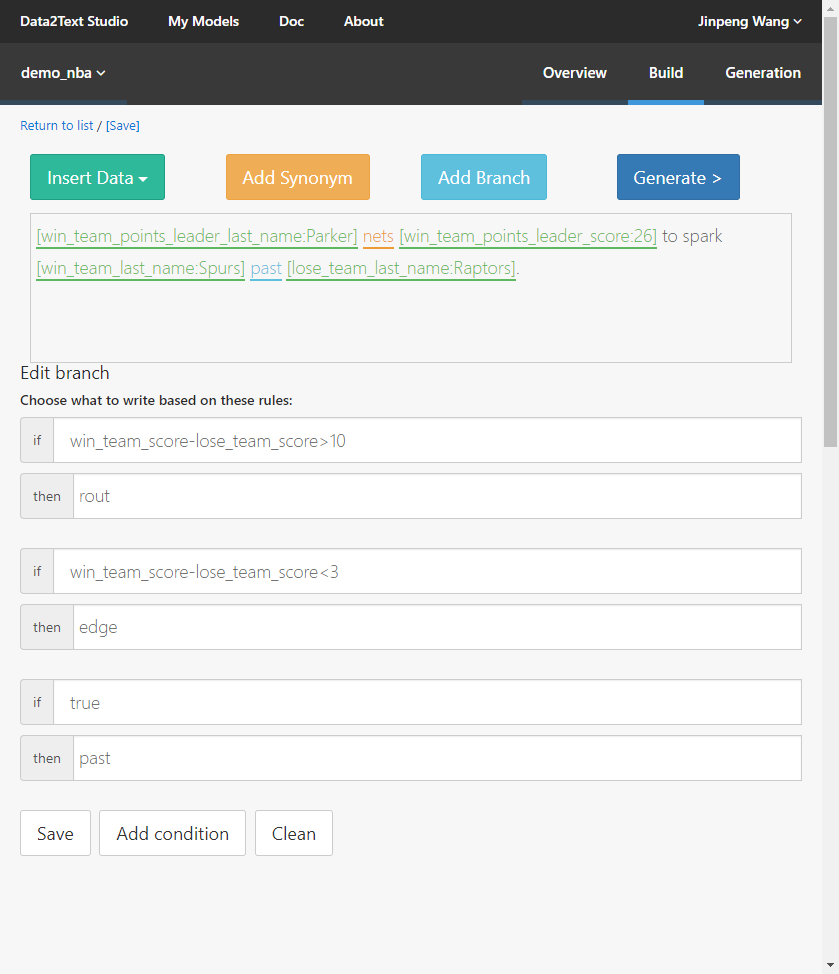 Data2Text Studio My Models Doc About Jinpeng Wang
demo_nba Overview Build Generation
Return to list / [Save]
Insert Data Add Synonym Add Branch Generate >
[win_team_points_leader_last_name:Parker] nets [win_team_points_leader_score:26] to spark
[win_team_last_name:Spurs] past [lose_team_last_name:Raptors].
Edit branch
Choose what to write based on these rules:
if win_team_score-lose_team_score>10
then rout
if win_team_score-lose_team_score<3
then edge
if true
then past
Save Add condition Clean